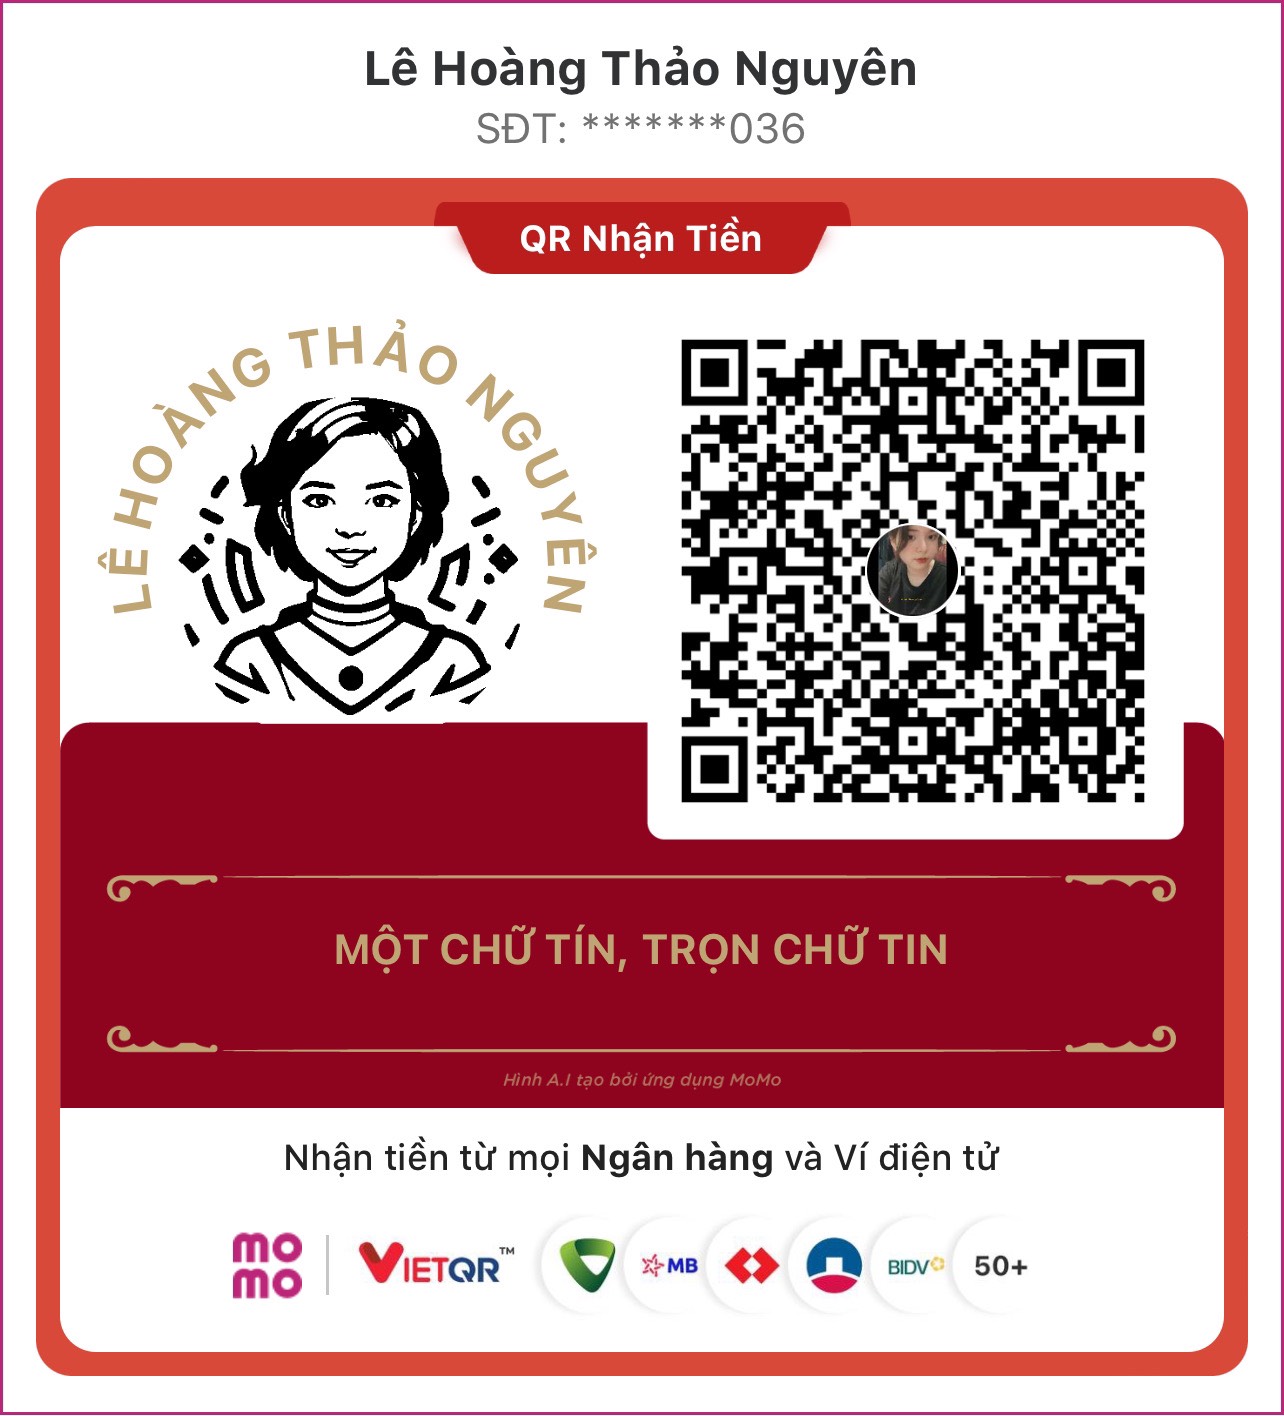 Lê Hoàng Thảo Nguyên
SĐT: *******036
QR Nhận Tiền
LÊ HOÀNG THẢO NGUYÊN
MỘT CHỮ TÍN, TRỌN CHỮ TIN
Hình A.I tạo bởi ứng dụng MoMo
Nhận tiền từ mọi Ngân hàng và Ví điện tử
momo VIETQR™ MB BIDV 50+